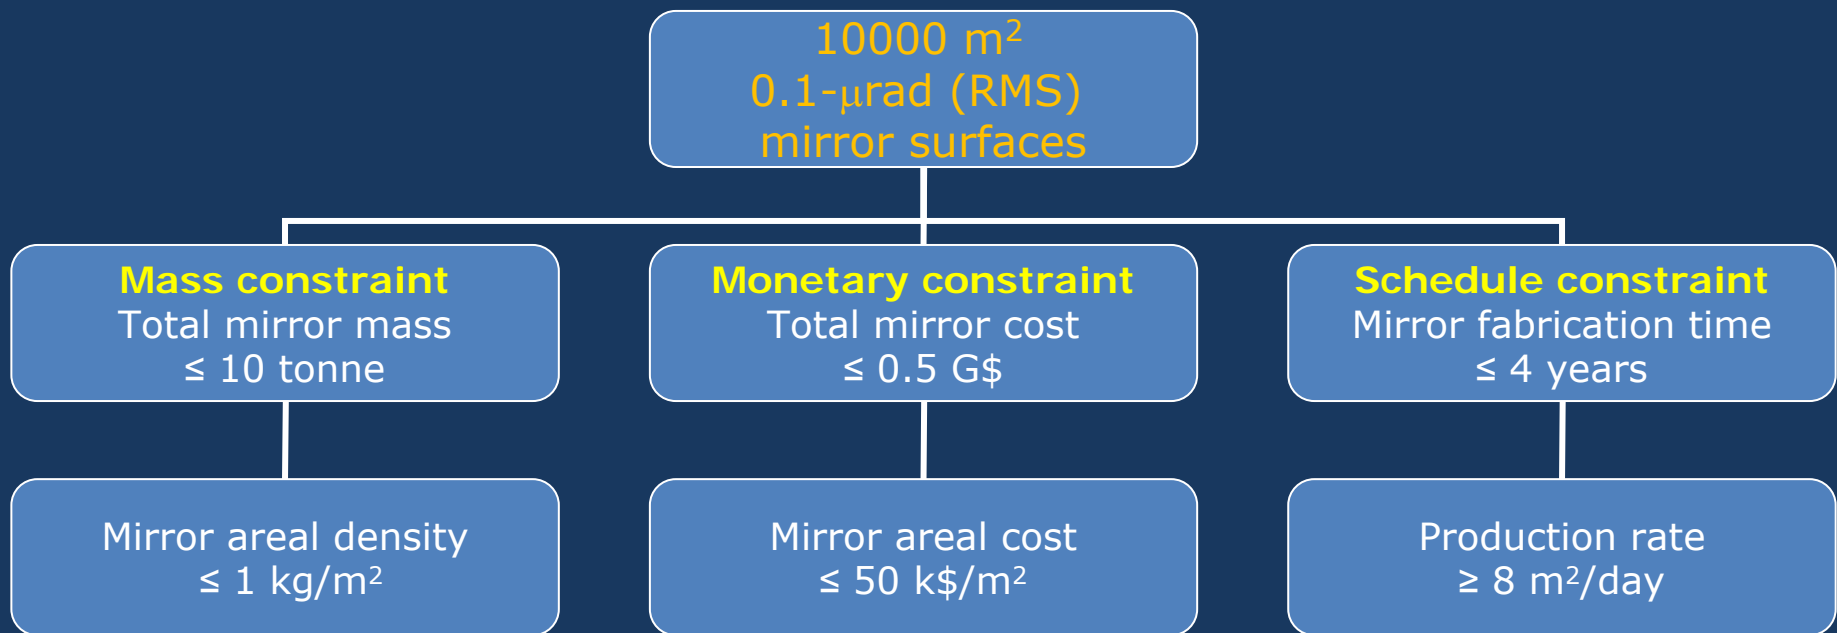 10000 m²
0.1-μrad (RMS)
mirror surfaces
Mass constraint
Total mirror mass
≤ 10 tonne
Monetary constraint
Total mirror cost
≤ 0.5 G$
Schedule constraint
Mirror fabrication time
≤ 4 years
Mirror areal density
≤ 1 kg/m²
Mirror areal cost
≤ 50 k$/m²
Production rate
≥ 8 m²/day